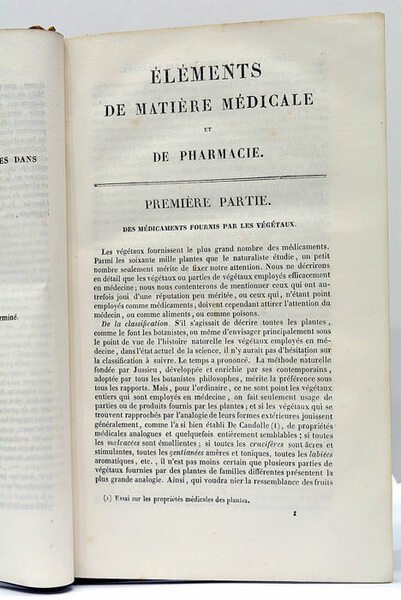 ES DANS
erminé.
ÉLÉMENTS
DE MATIÈRE MÉDICALE
ET
DE PHARMACIE.
PREMIÈRE PARTIE.
DES MÉDICAMENTS FOURNIS PAR LES VÉGÉTAUX.
Les végétaux fournissent le plus grand nombre des médicaments.
Parmi les soixante mille plantes que le naturaliste étudie, un petit
nombre seulement mérite de fixer notre attention. Nous ne décrirons
en détail que les végétaux ou parties de végétaux employés efficacement
en médecine; nous nous contenterons de mentionner ceux qui ont au-
trefois joui d'une réputation peu méritée, ou ceux qui, n'étant point
employés comme médicaments, doivent cependant attirer l'attention du
médecin, ou comme aliments, ou comme poisons.
De la classification. S'il s'agissait de décrire toutes les plantes,
comme le font les botanistes, ou même d'envisager principalement sous
le point de vue de l'histoire naturelle les végétaux employés en mé-
decine, dans l'état actuel de la science, il n'y aurait pas d'hésitation sur
la classification à suivre. Le temps a prononcé. La méthode naturelle
fondée par Jussieu, développée et enrichie par ses contemporains,
adoptée par tous les botanistes philosophes, mérite la préférence sous
tous les rapports. Mais, pour l'ordinaire, ce ne sont point les végétaux
entiers qui sont employés en médecine, on fait seulement usage de
parties ou de produits fournis par les plantes; et si les végétaux qui se
trouvent rapprochés par l'analogie de leurs formes extérieures jouissent
généralement, comme l'a si bien établi De Candolle (1), de propriétés
médicales analogues et quelquefois entièrement semblables; si toutes
les malvacées sont émollientes; si toutes les crucifères sont âcres et
stimulantes, toutes les gentianées amères et toniques, toutes les labiées
aromatiques, etc., il n'est pas moins certain que plusieurs parties de
végétaux fournies par des plantes de familles différentes présentent la
plus grande analogie. Ainsi, qui voudra nier la ressemblance des fruits
(1) Essai sur les propriétés médicales des plantes.
1